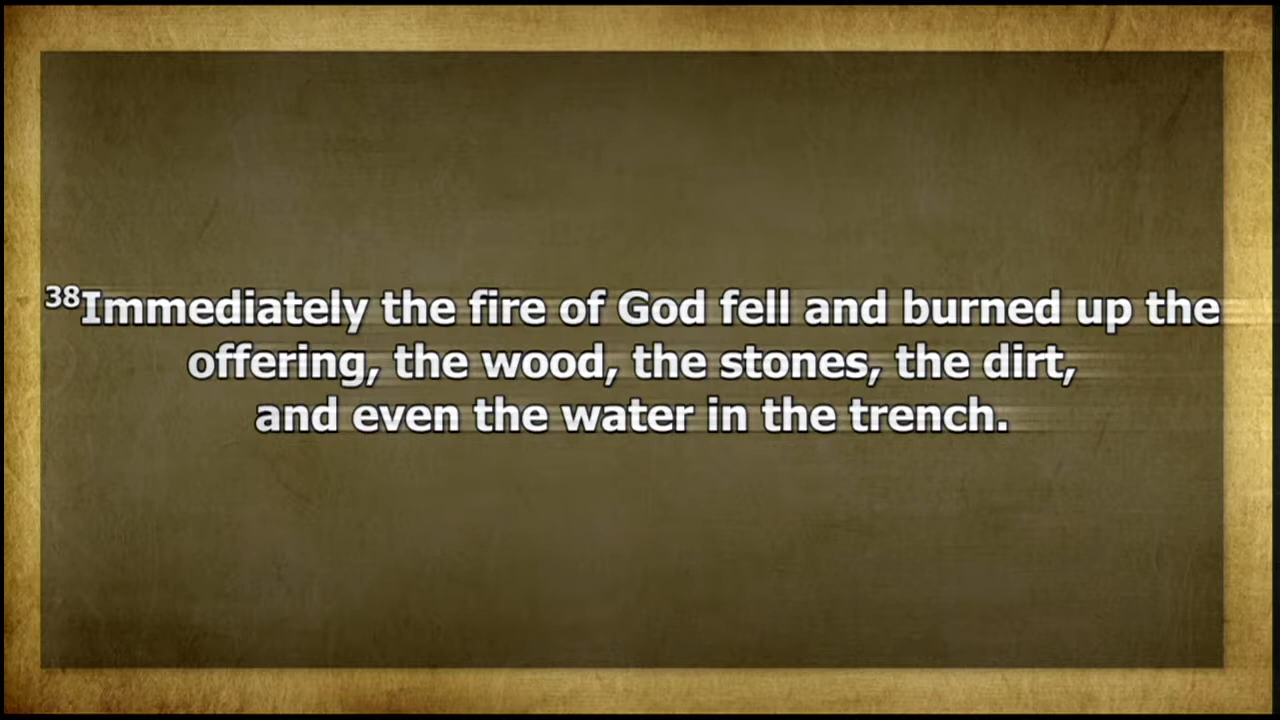 38Immediately the fire of God fell and burned up the
offering, the wood, the stones, the dirt,
and even the water in the trench.